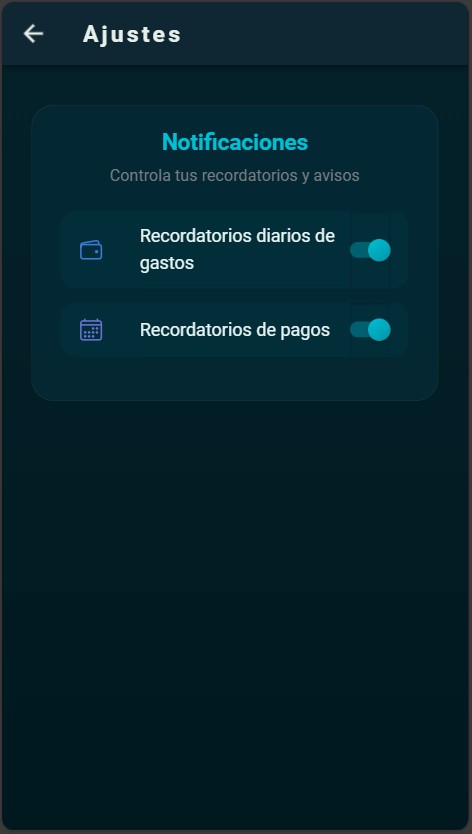 Ajustes
Notificaciones
Controla tus recordatorios y avisos
Recordatorios diarios de
gastos
Recordatorios de pagos